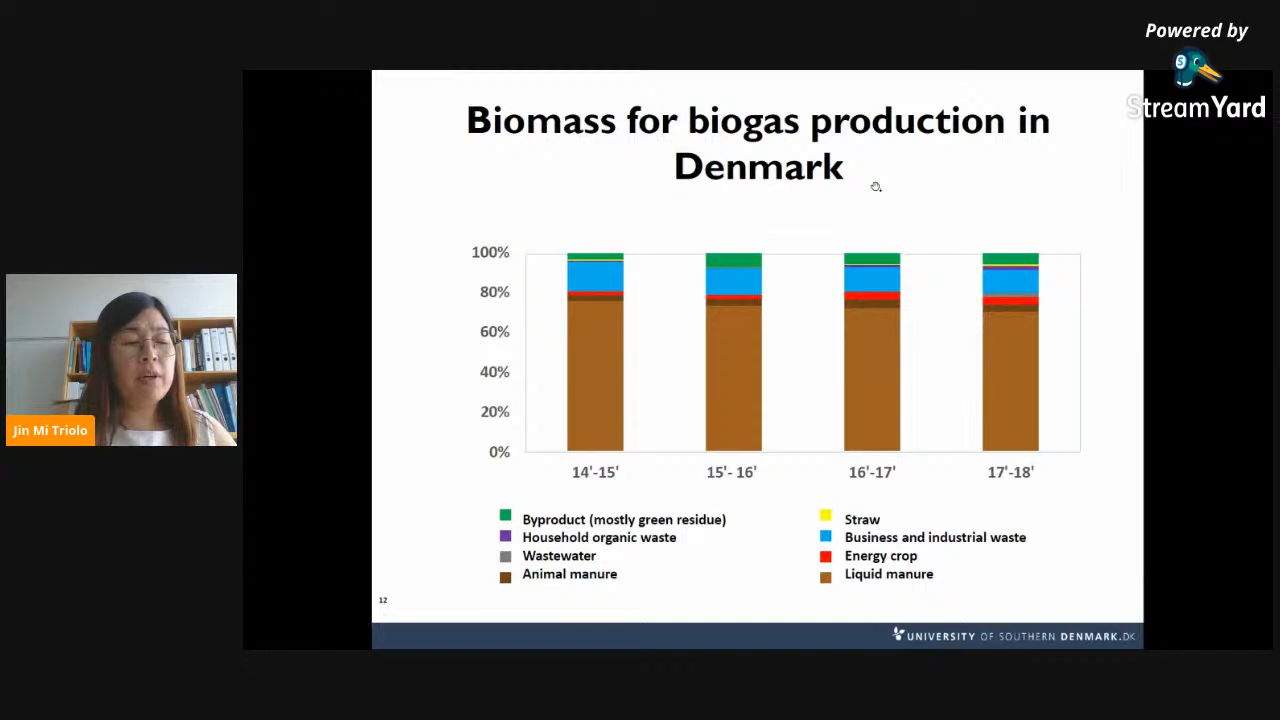 Powered by
StreamYard
Biomass for biogas production in
Denmark
100%
80%
60%
40%
20%
0%
14'-15'
15'- 16'
16'-17'
17'-18'
Byproduct (mostly green residue)
Household organic waste
Wastewater
Animal manure
Straw
Business and industrial waste
Energy crop
Liquid manure
12
UNIVERSITY OF SOUTHERN DENMARK.DK
Jin Mi Triolo